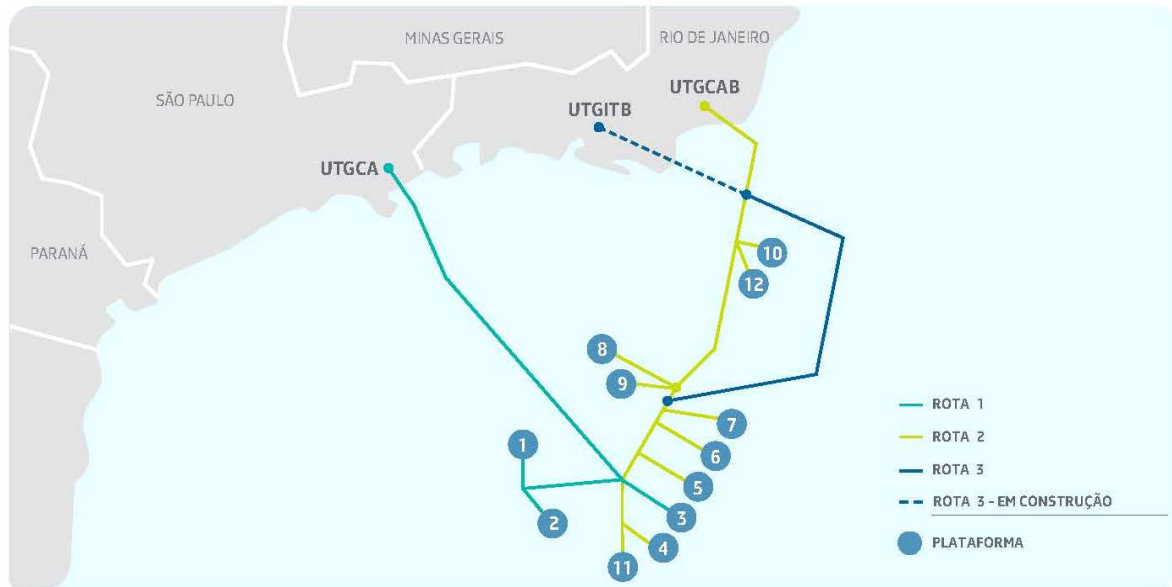 MINAS GERAIS
RIO DE JANEIRO
SÃO PAULO
UTGCAB
UTGITB
UTGCA
PARANÁ
10
12
8
9
7
6
5
1
2
3
4
11
ROTA 1
ROTA 2
ROTA 3
ROTA 3 - EM CONSTRUÇÃO
PLATAFORMA